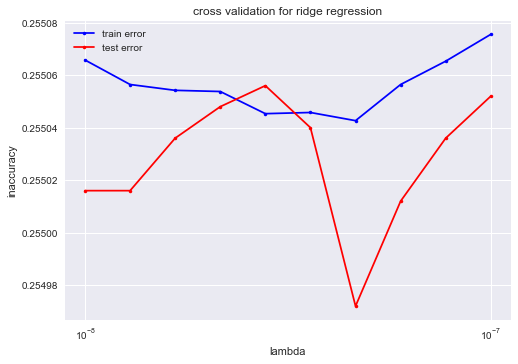 cross validation for ridge regression
0.25508
0.25506
0.25504
0.25502
0.25500
0.25498
inaccuracy
train error
test error
10⁻⁸
10⁻⁷
lambda